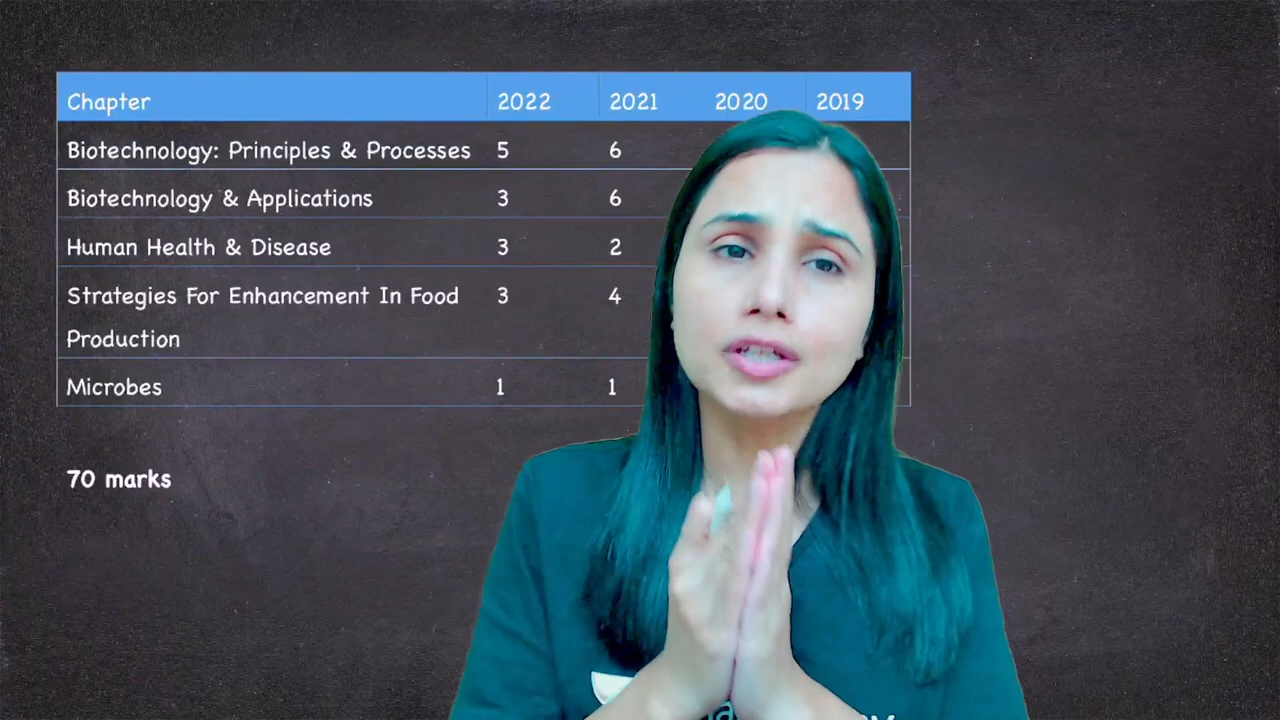 Chapter 2022 2021 2020 2019
Biotechnology: Principles & Processes 5 6
Biotechnology & Applications 3 6
Human Health & Disease 3 2
Strategies For Enhancement In Food 3 4
Production
Microbes 1 1
70 marks